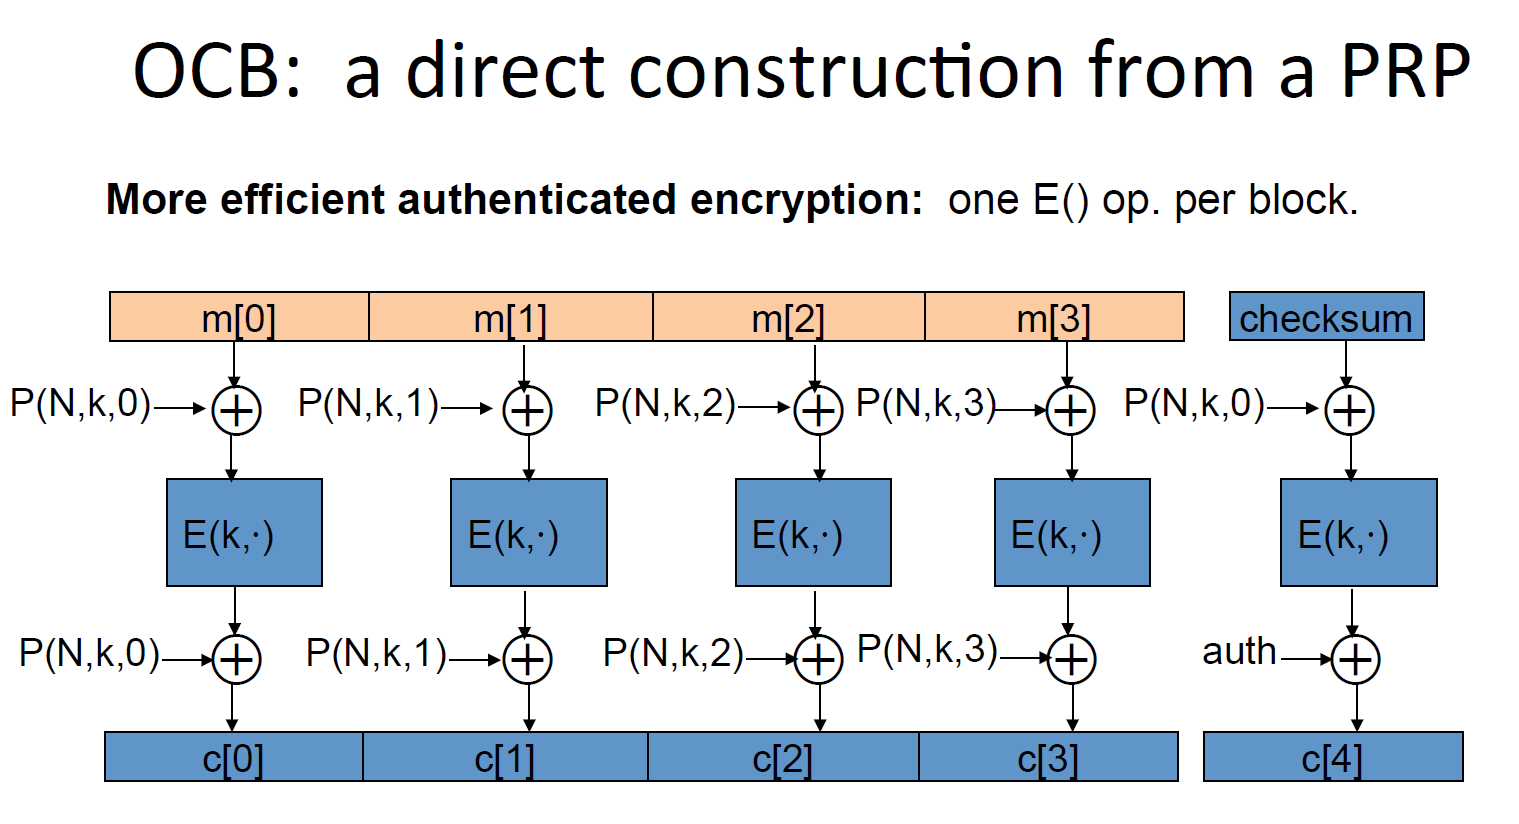 OCB: a direct construction from a PRP
More efficient authenticated encryption: one E() op. per block.
m[0] m[1] m[2] m[3] checksum
P(N,k,0) P(N,k,1) P(N,k,2) P(N,k,3) P(N,k,0)
E(k,·) E(k,·) E(k,·) E(k,·) E(k,·)
P(N,k,0) P(N,k,1) P(N,k,2) P(N,k,3) auth
c[0] c[1] c[2] c[3] c[4]